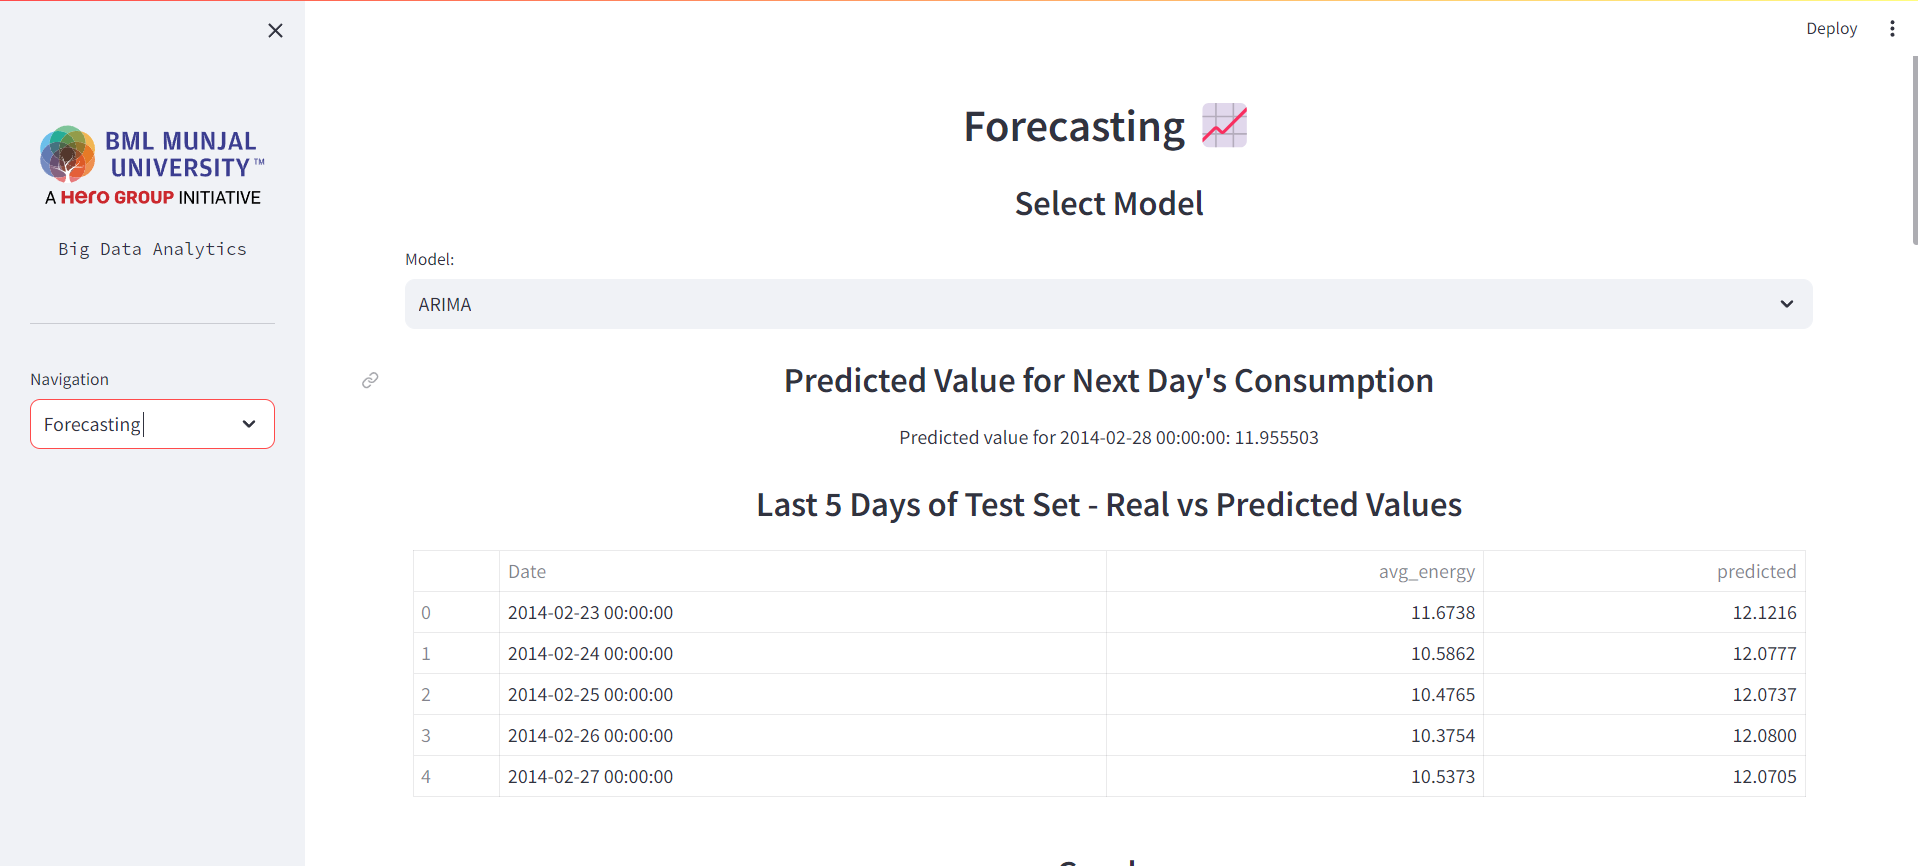 BML MUNJAL
UNIVERSITY™
A Hero GROUP INITIATIVE
Big Data Analytics
Navigation
Forecasting
Deploy
Forecasting
Select Model
Model:
ARIMA
Predicted Value for Next Day's Consumption
Predicted value for 2014-02-28 00:00:00: 11.955503
Last 5 Days of Test Set - Real vs Predicted Values
Date avg_energy predicted
0 2014-02-23 00:00:00 11.6738 12.1216
1 2014-02-24 00:00:00 10.5862 12.0777
2 2014-02-25 00:00:00 10.4765 12.0737
3 2014-02-26 00:00:00 10.3754 12.0800
4 2014-02-27 00:00:00 10.5373 12.0705